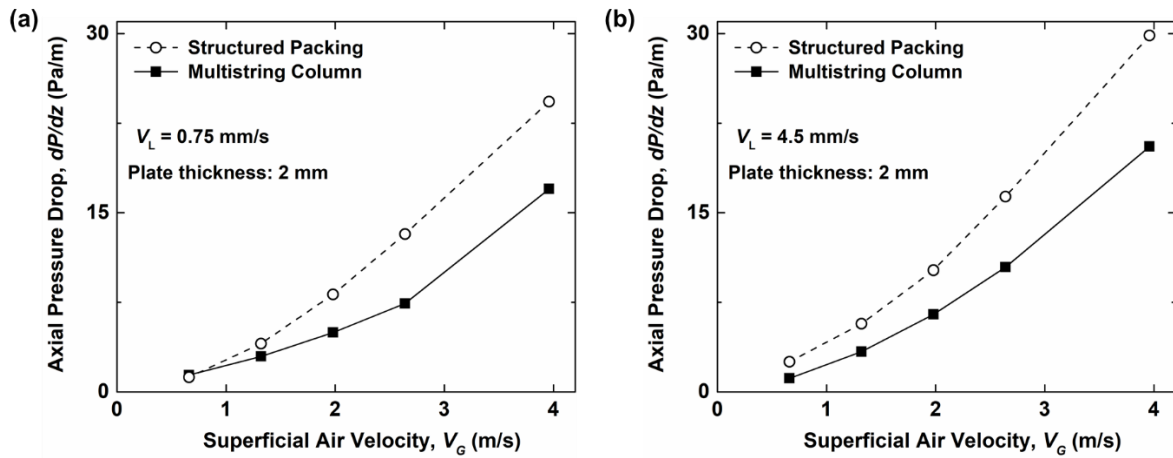 (a)
30
15
0
Axial Pressure Drop, dP/dz (Pa/m)
Structured Packing
Multistring Column
V_L = 0.75 mm/s
Plate thickness: 2 mm
0 1 2 3 4
Superficial Air Velocity, V_G (m/s)
(b)
30
15
0
Axial Pressure Drop, dP/dz (Pa/m)
Structured Packing
Multistring Column
V_L = 4.5 mm/s
Plate thickness: 2 mm
0 1 2 3 4
Superficial Air Velocity, V_G (m/s)